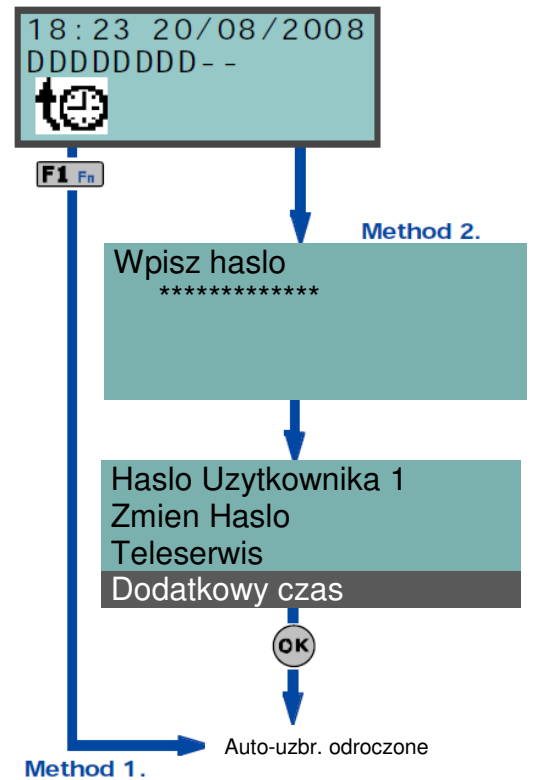 18:23 20/08/2008
DDDDDDDD--
F1 Fn
Method 2.
Wpisz haslo
*************
Haslo Uzytkownika 1
Zmien Haslo
Teleserwis
Dodatkowy czas
OK
Auto-uzbr. odroczone
Method 1.